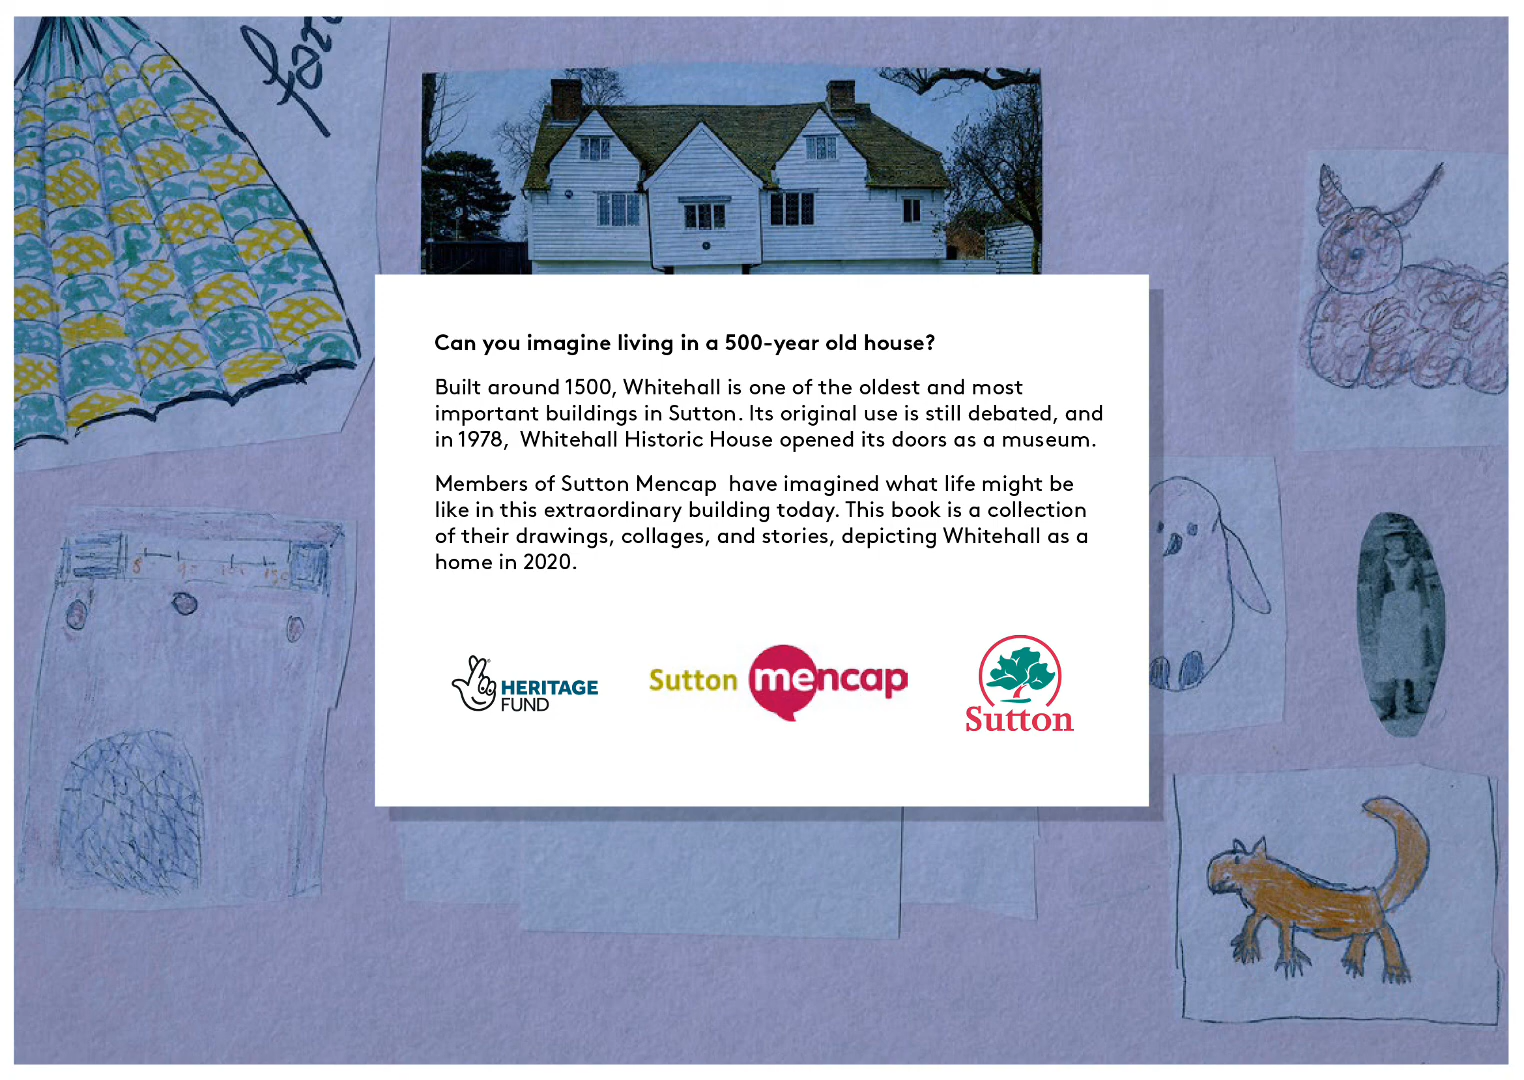 Can you imagine living in a 500-year old house?
Built around 1500, Whitehall is one of the oldest and most
important buildings in Sutton. Its original use is still debated, and
in 1978,  Whitehall Historic House opened its doors as a museum.
Members of Sutton Mencap  have imagined what life might be
like in this extraordinary building today. This book is a collection
of their drawings, collages, and stories, depicting Whitehall as a
home in 2020.
HERITAGE
FUND
Sutton mencap
Sutton